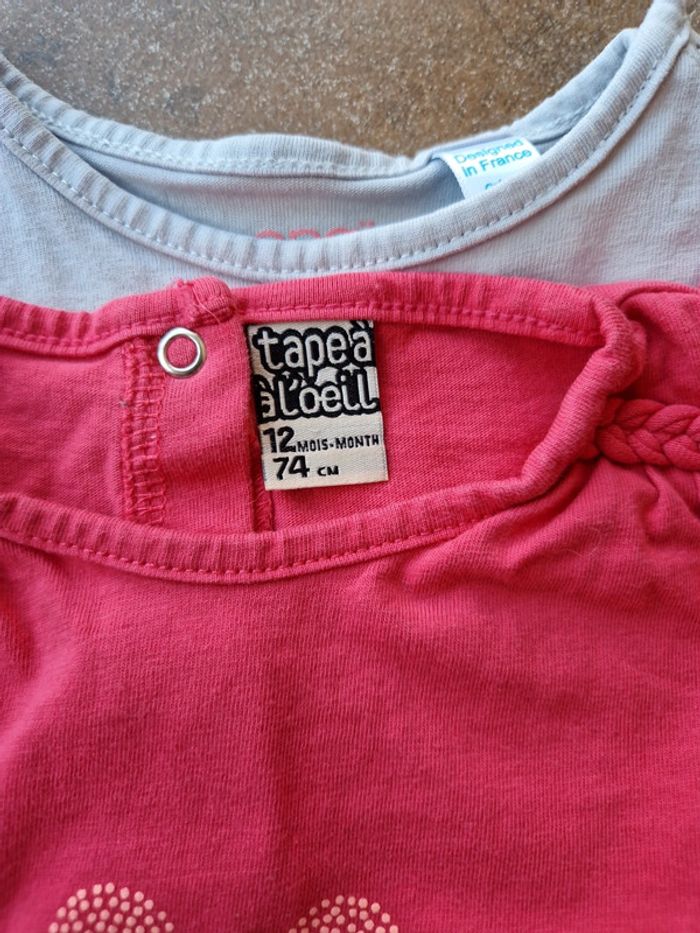 Designed
in France
tape à
à l'oeil
12 MOIS-MONTH
74 CM